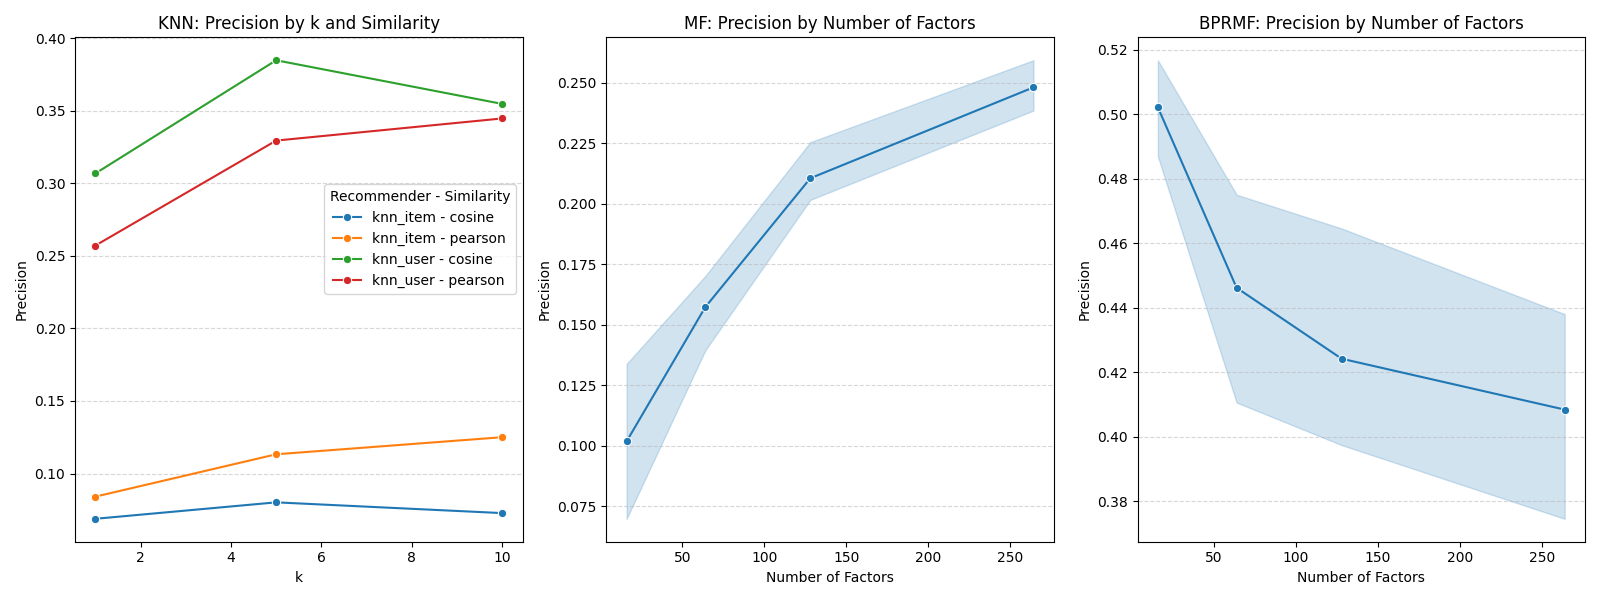 KNN: Precision by k and Similarity
0.40
0.35
0.30
0.25
0.20
0.15
0.10
Precision
2
4
6
8
10
k
Recommender - Similarity
knn_item - cosine
knn_item - pearson
knn_user - cosine
knn_user - pearson
MF: Precision by Number of Factors
0.250
0.225
0.200
0.175
0.150
0.125
0.100
0.075
Precision
50
100
150
200
250
Number of Factors
BPRMF: Precision by Number of Factors
0.52
0.50
0.48
0.46
0.44
0.42
0.40
0.38
Precision
50
100
150
200
250
Number of Factors